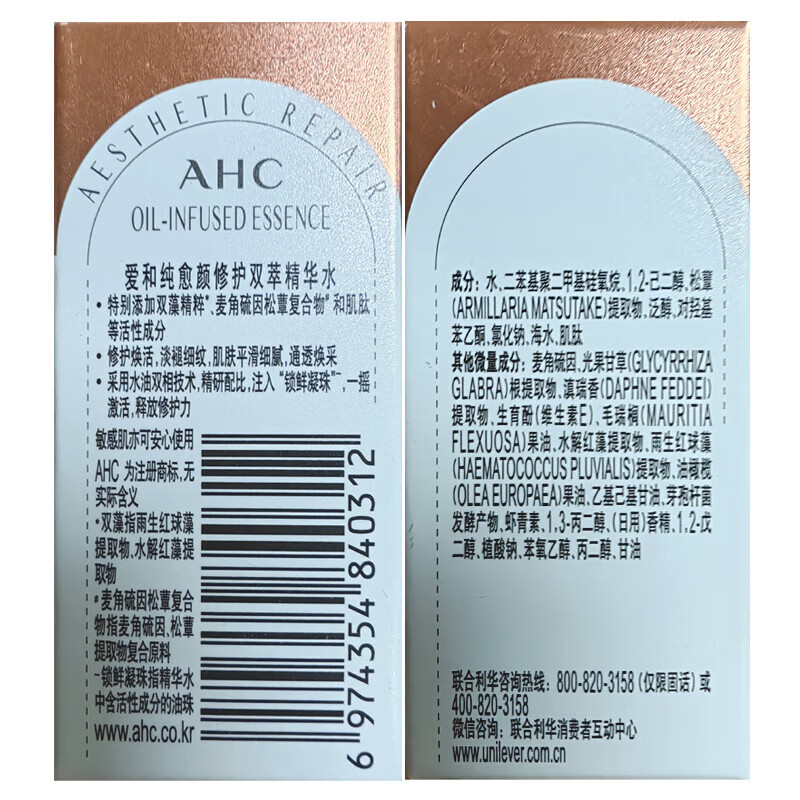 AESTHETIC REPAIR
AHC
OIL-INFUSED ESSENCE
爱和纯愈颜修护双萃精华水
• 特别添加双藻精粹*、麦角硫因松蕈复合物* 和肌肽
等活性成分
• 修护焕活,淡褪细纹,肌肤平滑细腻,通透焕采
• 采用水油双相技术,精研配比,注入“锁鲜凝珠”~,一摇
激活,释放修护力
敏感肌亦可安心使用
AHC 为注册商标,无
实际含义
*双藻指雨生红球藻
提取物、水解红藻提
取物
*麦角硫因松蕈复合
物指麦角硫因、松蕈
提取物复合原料
~锁鲜凝珠指精华水
中含活性成分的油珠
www.ahc.co.kr
6 974354 840312
成分: 水、二苯基聚二甲基硅氧烷、1,2-己二醇、松蕈
(ARMILLARIA MATSUTAKE)提取物、泛醇、对羟基
苯乙酮、氯化钠、海水、肌肽
其他微量成分: 麦角硫因、光果甘草(GLYCYRRHIZA
GLABRA)根提取物、滇瑞香(DAPHNE FEDDEI)
提取物、生育酚(维生素E)、毛瑞榈(MAURITIA
FLEXUOSA)果油、水解红藻提取物、雨生红球藻
(HAEMATOCOCCUS PLUVIALIS)提取物、油橄榄
(OLEA EUROPAEA)果油、乙基己基甘油、芽孢杆菌
发酵产物、虾青素、1,3-丙二醇、(日用)香精、1,2-戊
二醇、植酸钠、苯氧乙醇、丙二醇、甘油
联合利华咨询热线: 800-820-3158 (仅限固话) 或
400-820-3158
微信咨询: 联合利华消费者互动中心
www.unilever.com.cn